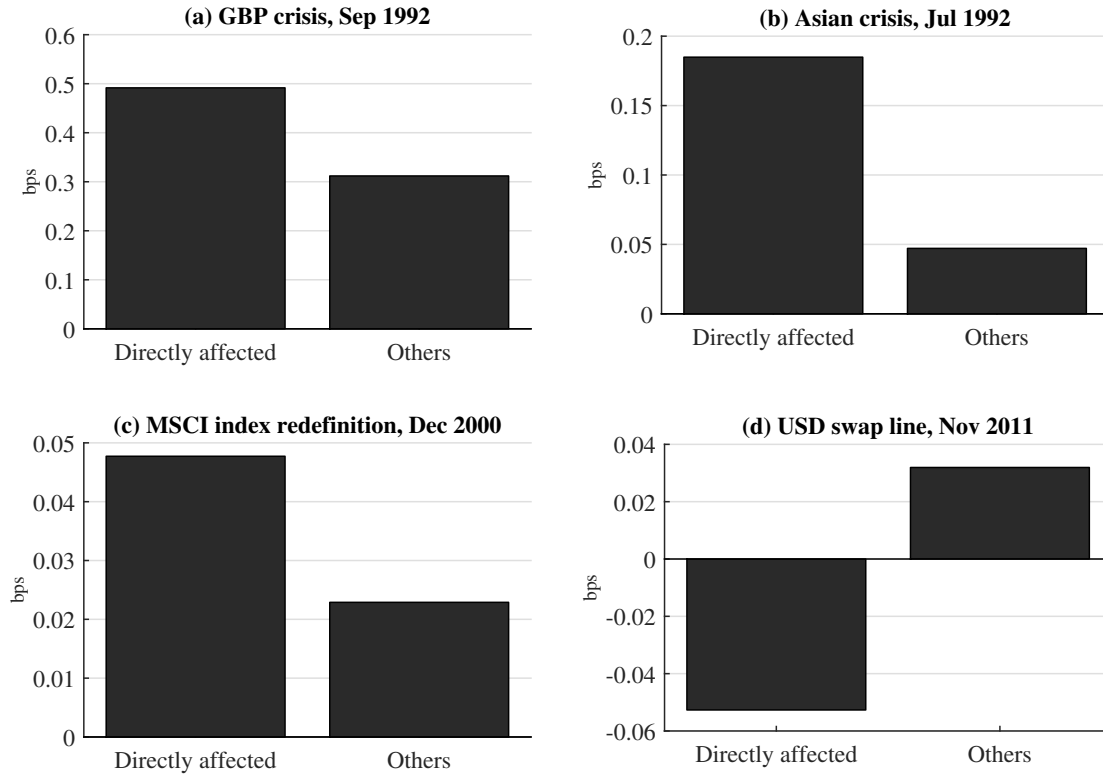 (a) GBP crisis, Sep 1992
0.6
0.5
0.4
0.3
0.2
0.1
0
bps
Directly affected Others
(b) Asian crisis, Jul 1992
0.2
0.15
0.1
0.05
0
bps
Directly affected Others
(c) MSCI index redefinition, Dec 2000
0.05
0.04
0.03
0.02
0.01
0
bps
Directly affected Others
(d) USD swap line, Nov 2011
0.04
0.02
0
-0.02
-0.04
-0.06
bps
Directly affected Others